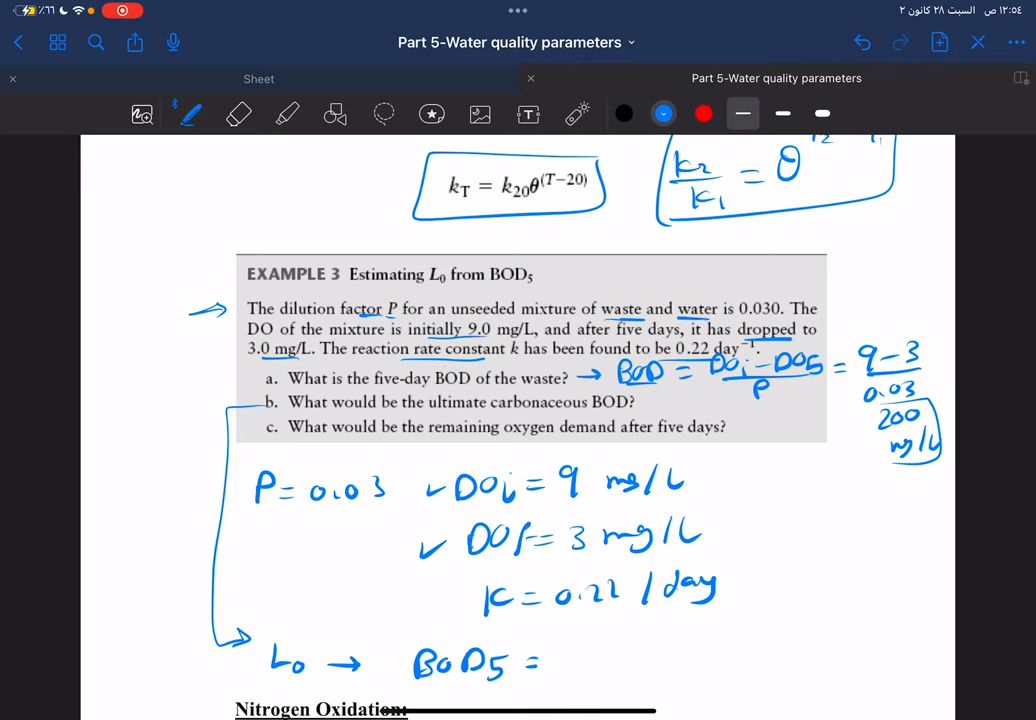 ٪٦٦ ١٢:٥٤ ص السبت ٢٨ كانون ٢
Part 5-Water quality parameters
Sheet
Part 5-Water quality parameters
kT = k20θ^(T−20)
k2/k1 = θ
EXAMPLE 3 Estimating L0 from BOD5
The dilution factor P for an unseeded mixture of waste and water is 0.030. The
DO of the mixture is initially 9.0 mg/L, and after five days, it has dropped to
3.0 mg/L. The reaction rate constant k has been found to be 0.22 day−1.
a. What is the five-day BOD of the waste? → BOD = DOi − DO5 / P = 9 − 3 / 0.03
b. What would be the ultimate carbonaceous BOD?
200 mg/L
c. What would be the remaining oxygen demand after five days?
P = 0.03 DOi = 9 mg/L
DOf = 3 mg/L
K = 0.22 / day
L0 → BOD5 =
Nitrogen Oxidation: